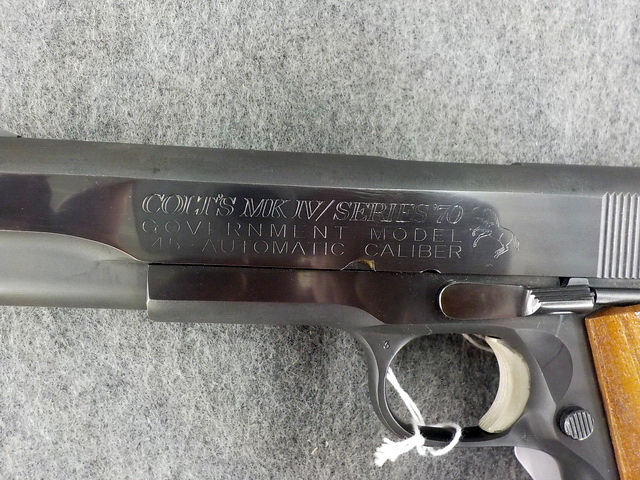 COLT'S MK IV/SERIES '70
GOVERNMENT MODEL
.45 AUTOMATIC CALIBER